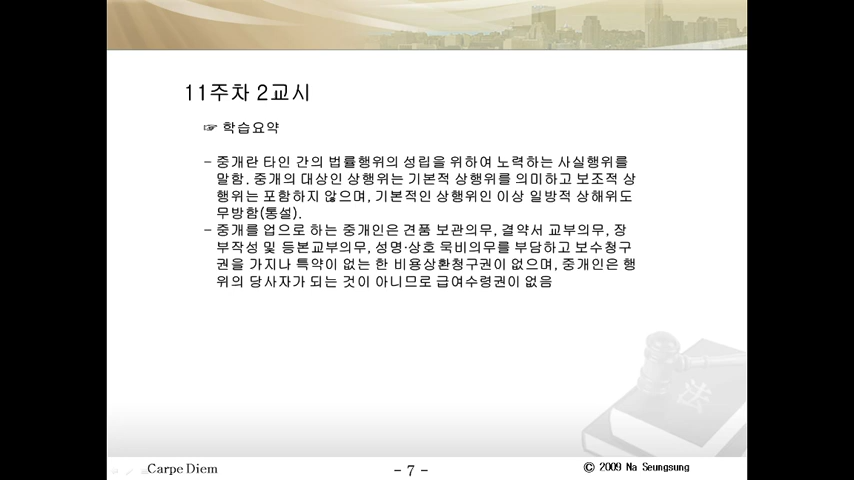 11주차 2교시
☞ 학습요약
- 중개란 타인 간의 법률행위의 성립을 위하여 노력하는 사실행위를
말함. 중개의 대상인 상행위는 기본적 상행위를 의미하고 보조적 상
행위는 포함하지 않으며, 기본적인 상행위인 이상 일방적 상해위도
무방함(통설).
- 중개를 업으로 하는 중개인은 견품 보관의무, 결약서 교부의무, 장
부작성 및 등본교부의무, 성명·상호 묵비의무를 부담하고 보수청구
권을 가지나 특약이 없는 한 비용상환청구권이 없으며, 중개인은 행
위의 당사자가 되는 것이 아니므로 급여수령권이 없음
法
Carpe Diem
- 7 -
© 2009 Na Seungsung